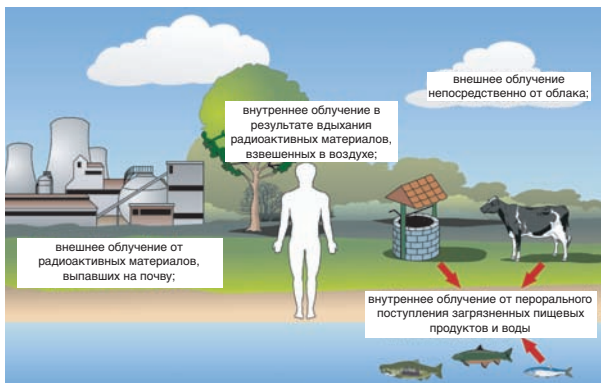 внешнее облучение
непосредственно от облака;
внутреннее облучение в
результате вдыхания
радиоактивных материалов,
взвешенных в воздухе;
внешнее облучение от
радиоактивных материалов,
выпавших на почву;
внутреннее облучение от перорального
поступления загрязненных пищевых
продуктов и воды